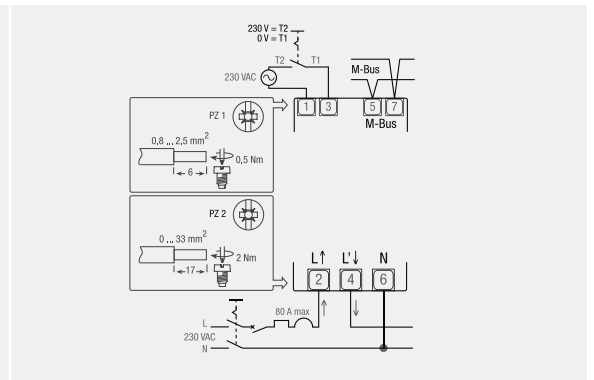 230 V = T2
0 V = T1
T2 T1
230 VAC
M-Bus
1 3 5 7
M-Bus
PZ 1
0,8 ... 2,5 mm²
0,5 Nm
6
PZ 2
0 ... 33 mm²
2 Nm
17
L↑ L'↓ N
2 4 6
80 A max
L
230 VAC
N